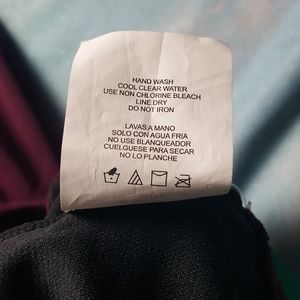 HAND WASH
COOL CLEAR WATER
USE NON CHLORINE BLEACH
LINE DRY
DO NOT IRON
LAVAS A MANO
SOLO CON AGUA FRIA
NO USE BLANQUEADOR
CUELGUESE PARA SECAR
NO LO PLANCHE